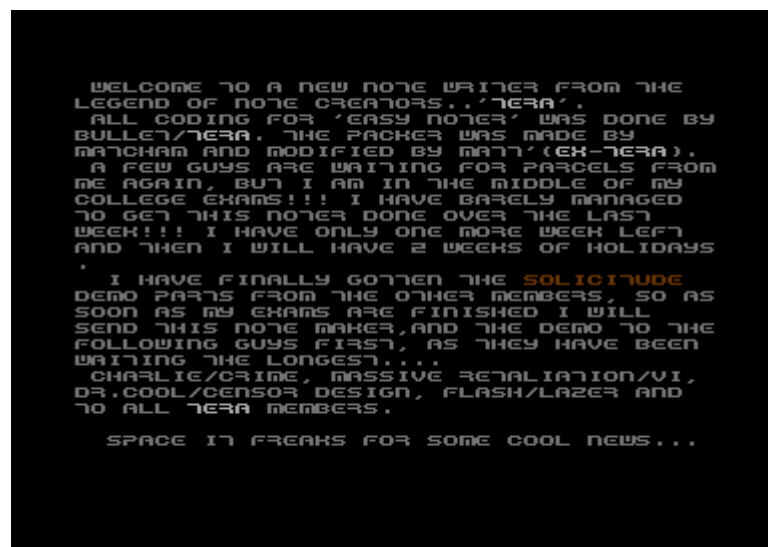 WELCOME TO A NEW NOTE WRITER FROM THE
LEGEND OF NOTE CREATORS..'TERA'.
ALL CODING FOR 'EASY NOTER' WAS DONE BY
BULLET/TERA. THE PACKER WAS MADE BY
MATCHAM AND MODIFIED BY MATT'(EX-TERA).
A FEW GUYS ARE WAITING FOR PARCELS FROM
ME AGAIN, BUT I AM IN THE MIDDLE OF MY
COLLEGE EXAMS!!! I HAVE BARELY MANAGED
TO GET THIS NOTER DONE OVER THE LAST
WEEK!!! I HAVE ONLY ONE MORE WEEK LEFT
AND THEN I WILL HAVE 2 WEEKS OF HOLIDAYS
.
I HAVE FINALLY GOTTEN THE SOLICITUDE
DEMO PARTS FROM THE OTHER MEMBERS, SO AS
SOON AS MY EXAMS ARE FINISHED I WILL
SEND THIS NOTE MAKER,AND THE DEMO TO THE
FOLLOWING GUYS FIRST, AS THEY HAVE BEEN
WAITING THE LONGEST....
CHARLIE/CRIME, MASSIVE RETALIATION/VI,
DR.COOL/CENSOR DESIGN, FLASH/LAZER AND
TO ALL TERA MEMBERS.
SPACE IT FREAKS FOR SOME COOL NEWS...